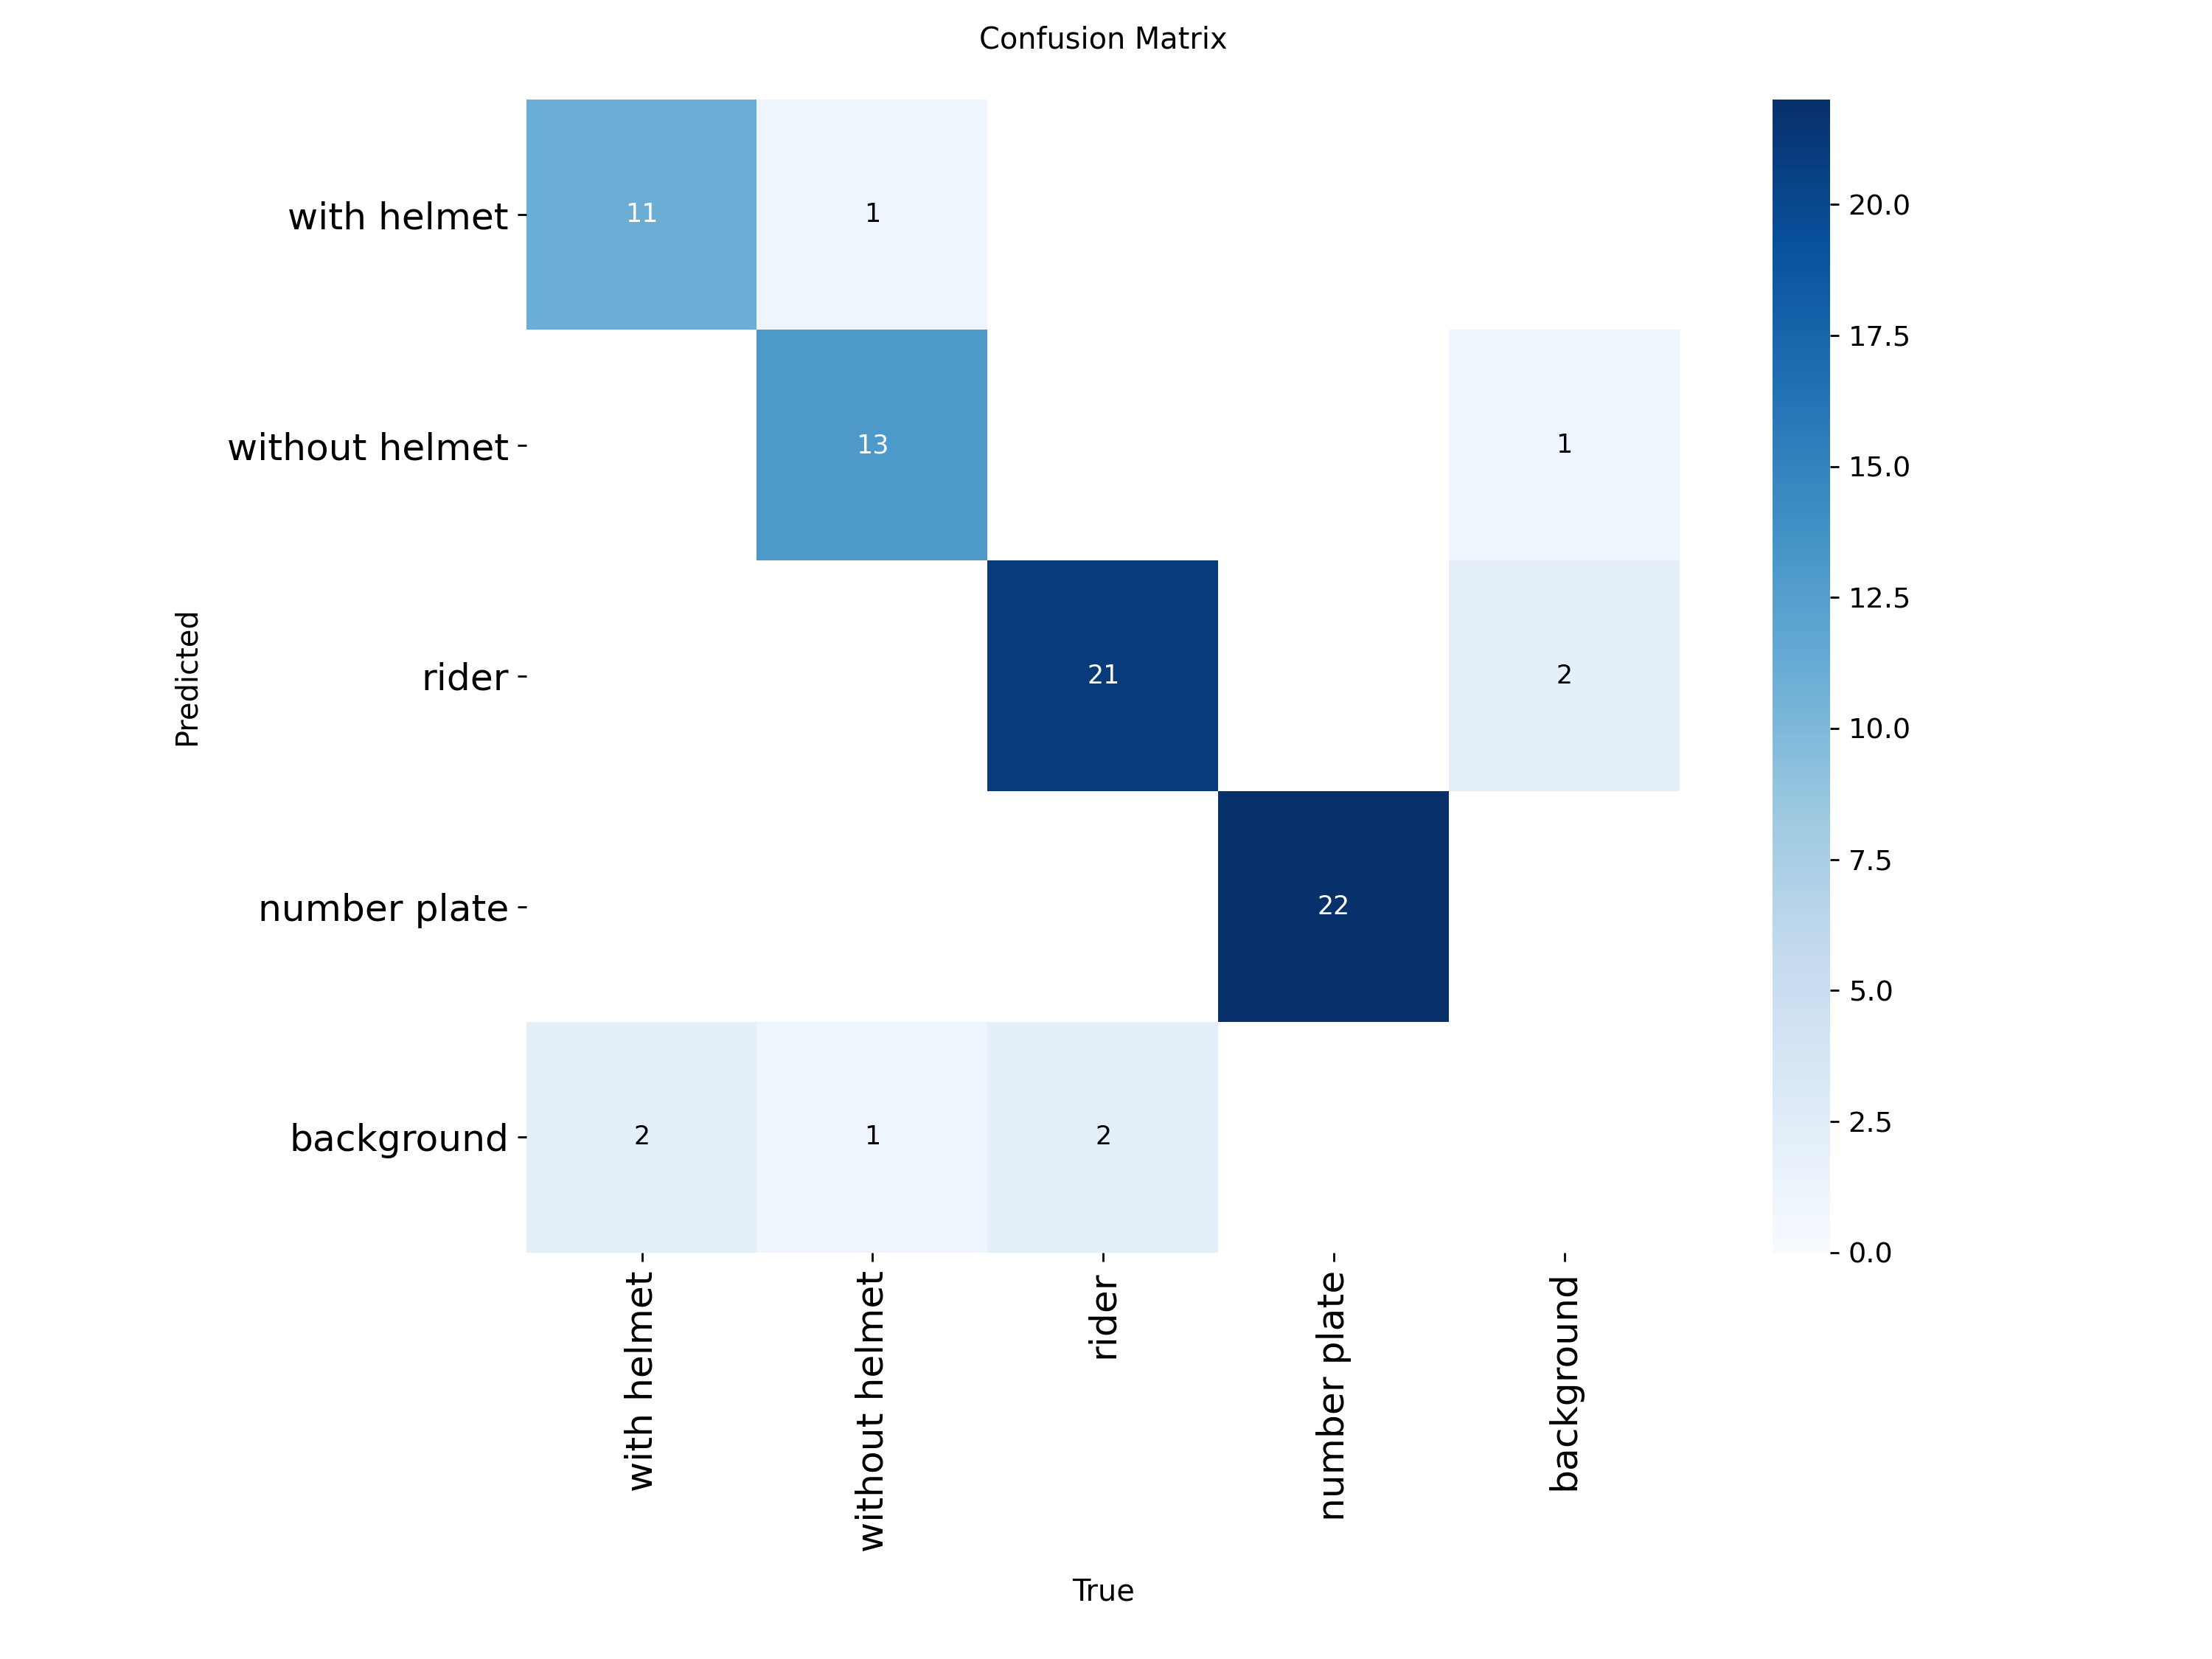 Confusion Matrix
with helmet
11
1
20.0
17.5
without helmet
13
1
15.0
12.5
Predicted
rider
21
2
10.0
7.5
number plate
22
5.0
2.5
background
2
1
2
0.0
with helmet
without helmet
rider
number plate
background
True